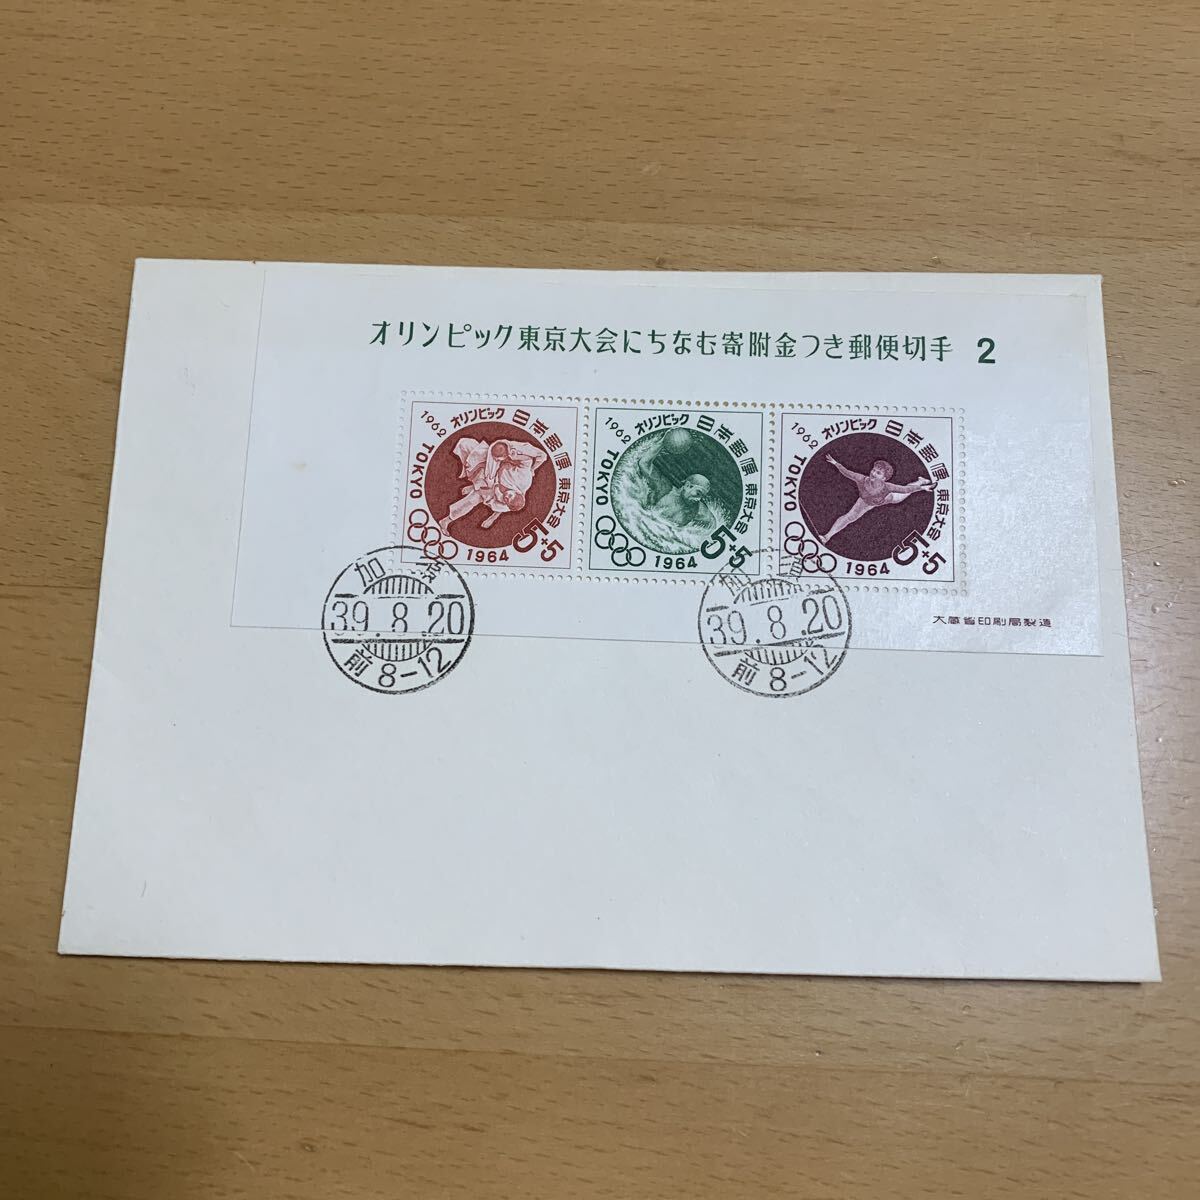 オリンピック東京大会にちなむ寄附金つき郵便切手 2
1962 オリンピック 日本郵便
TOKYO 東京大会
1964 5+5
1962 オリンピック 日本郵便
TOKYO 東京大会
1964 5+5
1962 オリンピック 日本郵便
TOKYO 東京大会
1964 5+5
大蔵省印刷局製造
加
39.8.20
前8-12
加
39.8.20
前8-12